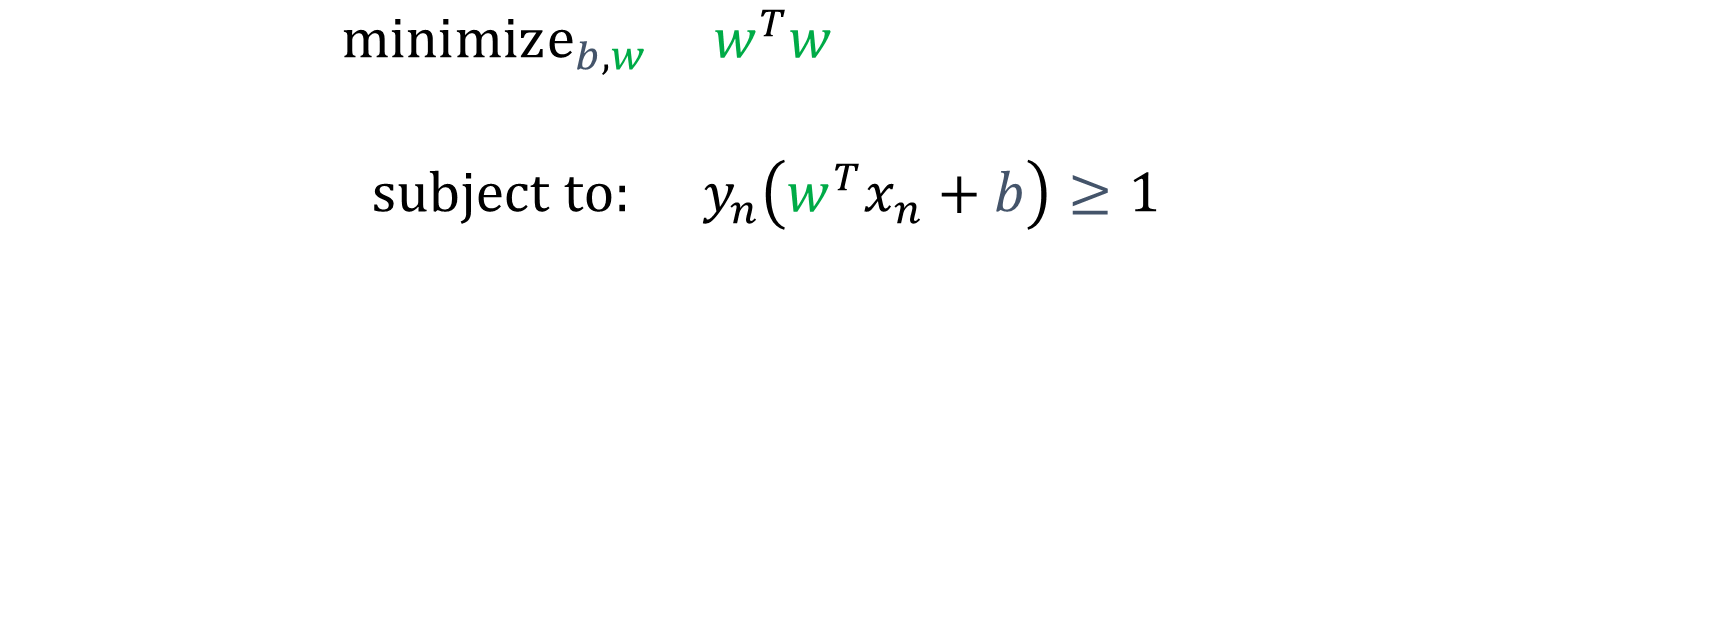 minimize_{b,w} w^T w
subject to: y_n(w^T x_n + b) ≥ 1